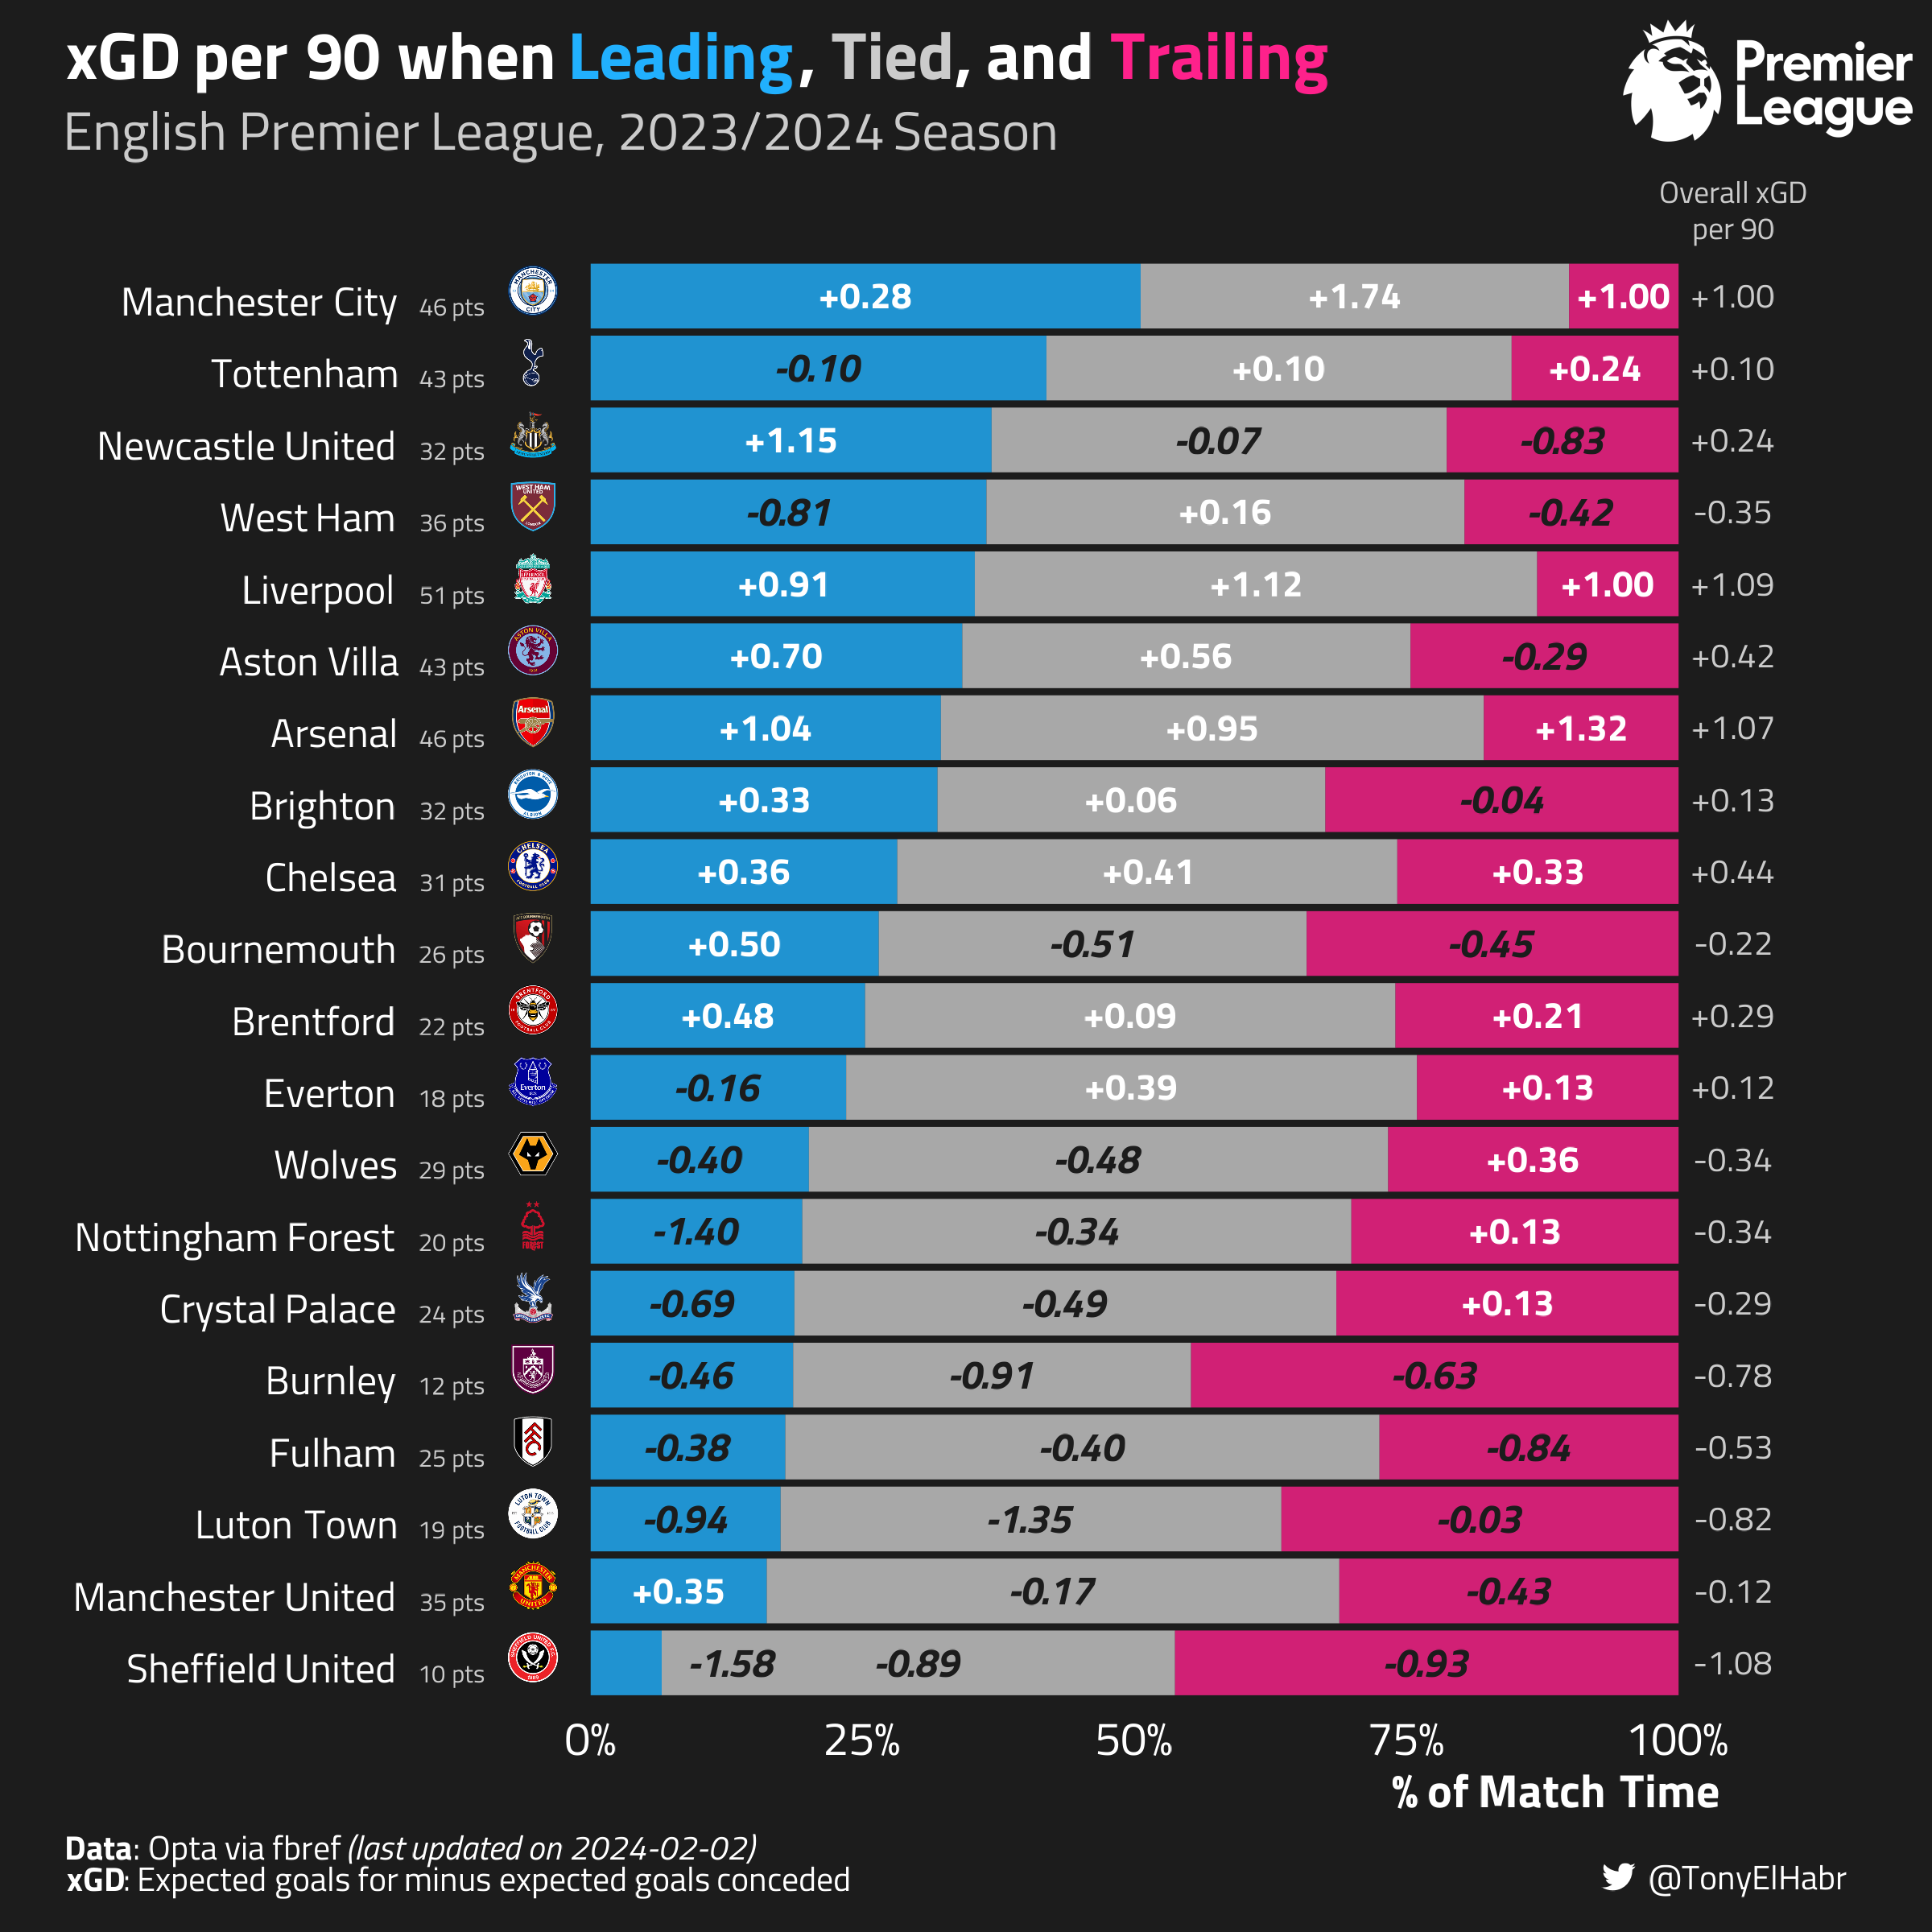 xGD per 90 when Leading, Tied, and Trailing
English Premier League, 2023/2024 Season
Premier
League
Overall xGD
per 90
Manchester City 46 pts +0.28 +1.74 +1.00 +1.00
Tottenham 43 pts -0.10 +0.10 +0.24 +0.10
Newcastle United 32 pts +1.15 -0.07 -0.83 +0.24
West Ham 36 pts -0.81 +0.16 -0.42 -0.35
Liverpool 51 pts +0.91 +1.12 +1.00 +1.09
Aston Villa 43 pts +0.70 +0.56 -0.29 +0.42
Arsenal 46 pts +1.04 +0.95 +1.32 +1.07
Brighton 32 pts +0.33 +0.06 -0.04 +0.13
Chelsea 31 pts +0.36 +0.41 +0.33 +0.44
Bournemouth 26 pts +0.50 -0.51 -0.45 -0.22
Brentford 22 pts +0.48 +0.09 +0.21 +0.29
Everton 18 pts -0.16 +0.39 +0.13 +0.12
Wolves 29 pts -0.40 -0.48 +0.36 -0.34
Nottingham Forest 20 pts -1.40 -0.34 +0.13 -0.34
Crystal Palace 24 pts -0.69 -0.49 +0.13 -0.29
Burnley 12 pts -0.46 -0.91 -0.63 -0.78
Fulham 25 pts -0.38 -0.40 -0.84 -0.53
Luton Town 19 pts -0.94 -1.35 -0.03 -0.82
Manchester United 35 pts +0.35 -0.17 -0.43 -0.12
Sheffield United 10 pts -1.58 -0.89 -0.93 -1.08
0% 25% 50% 75% 100%
% of Match Time
Data: Opta via fbref (last updated on 2024-02-02)
xGD: Expected goals for minus expected goals conceded
@TonyElHabr